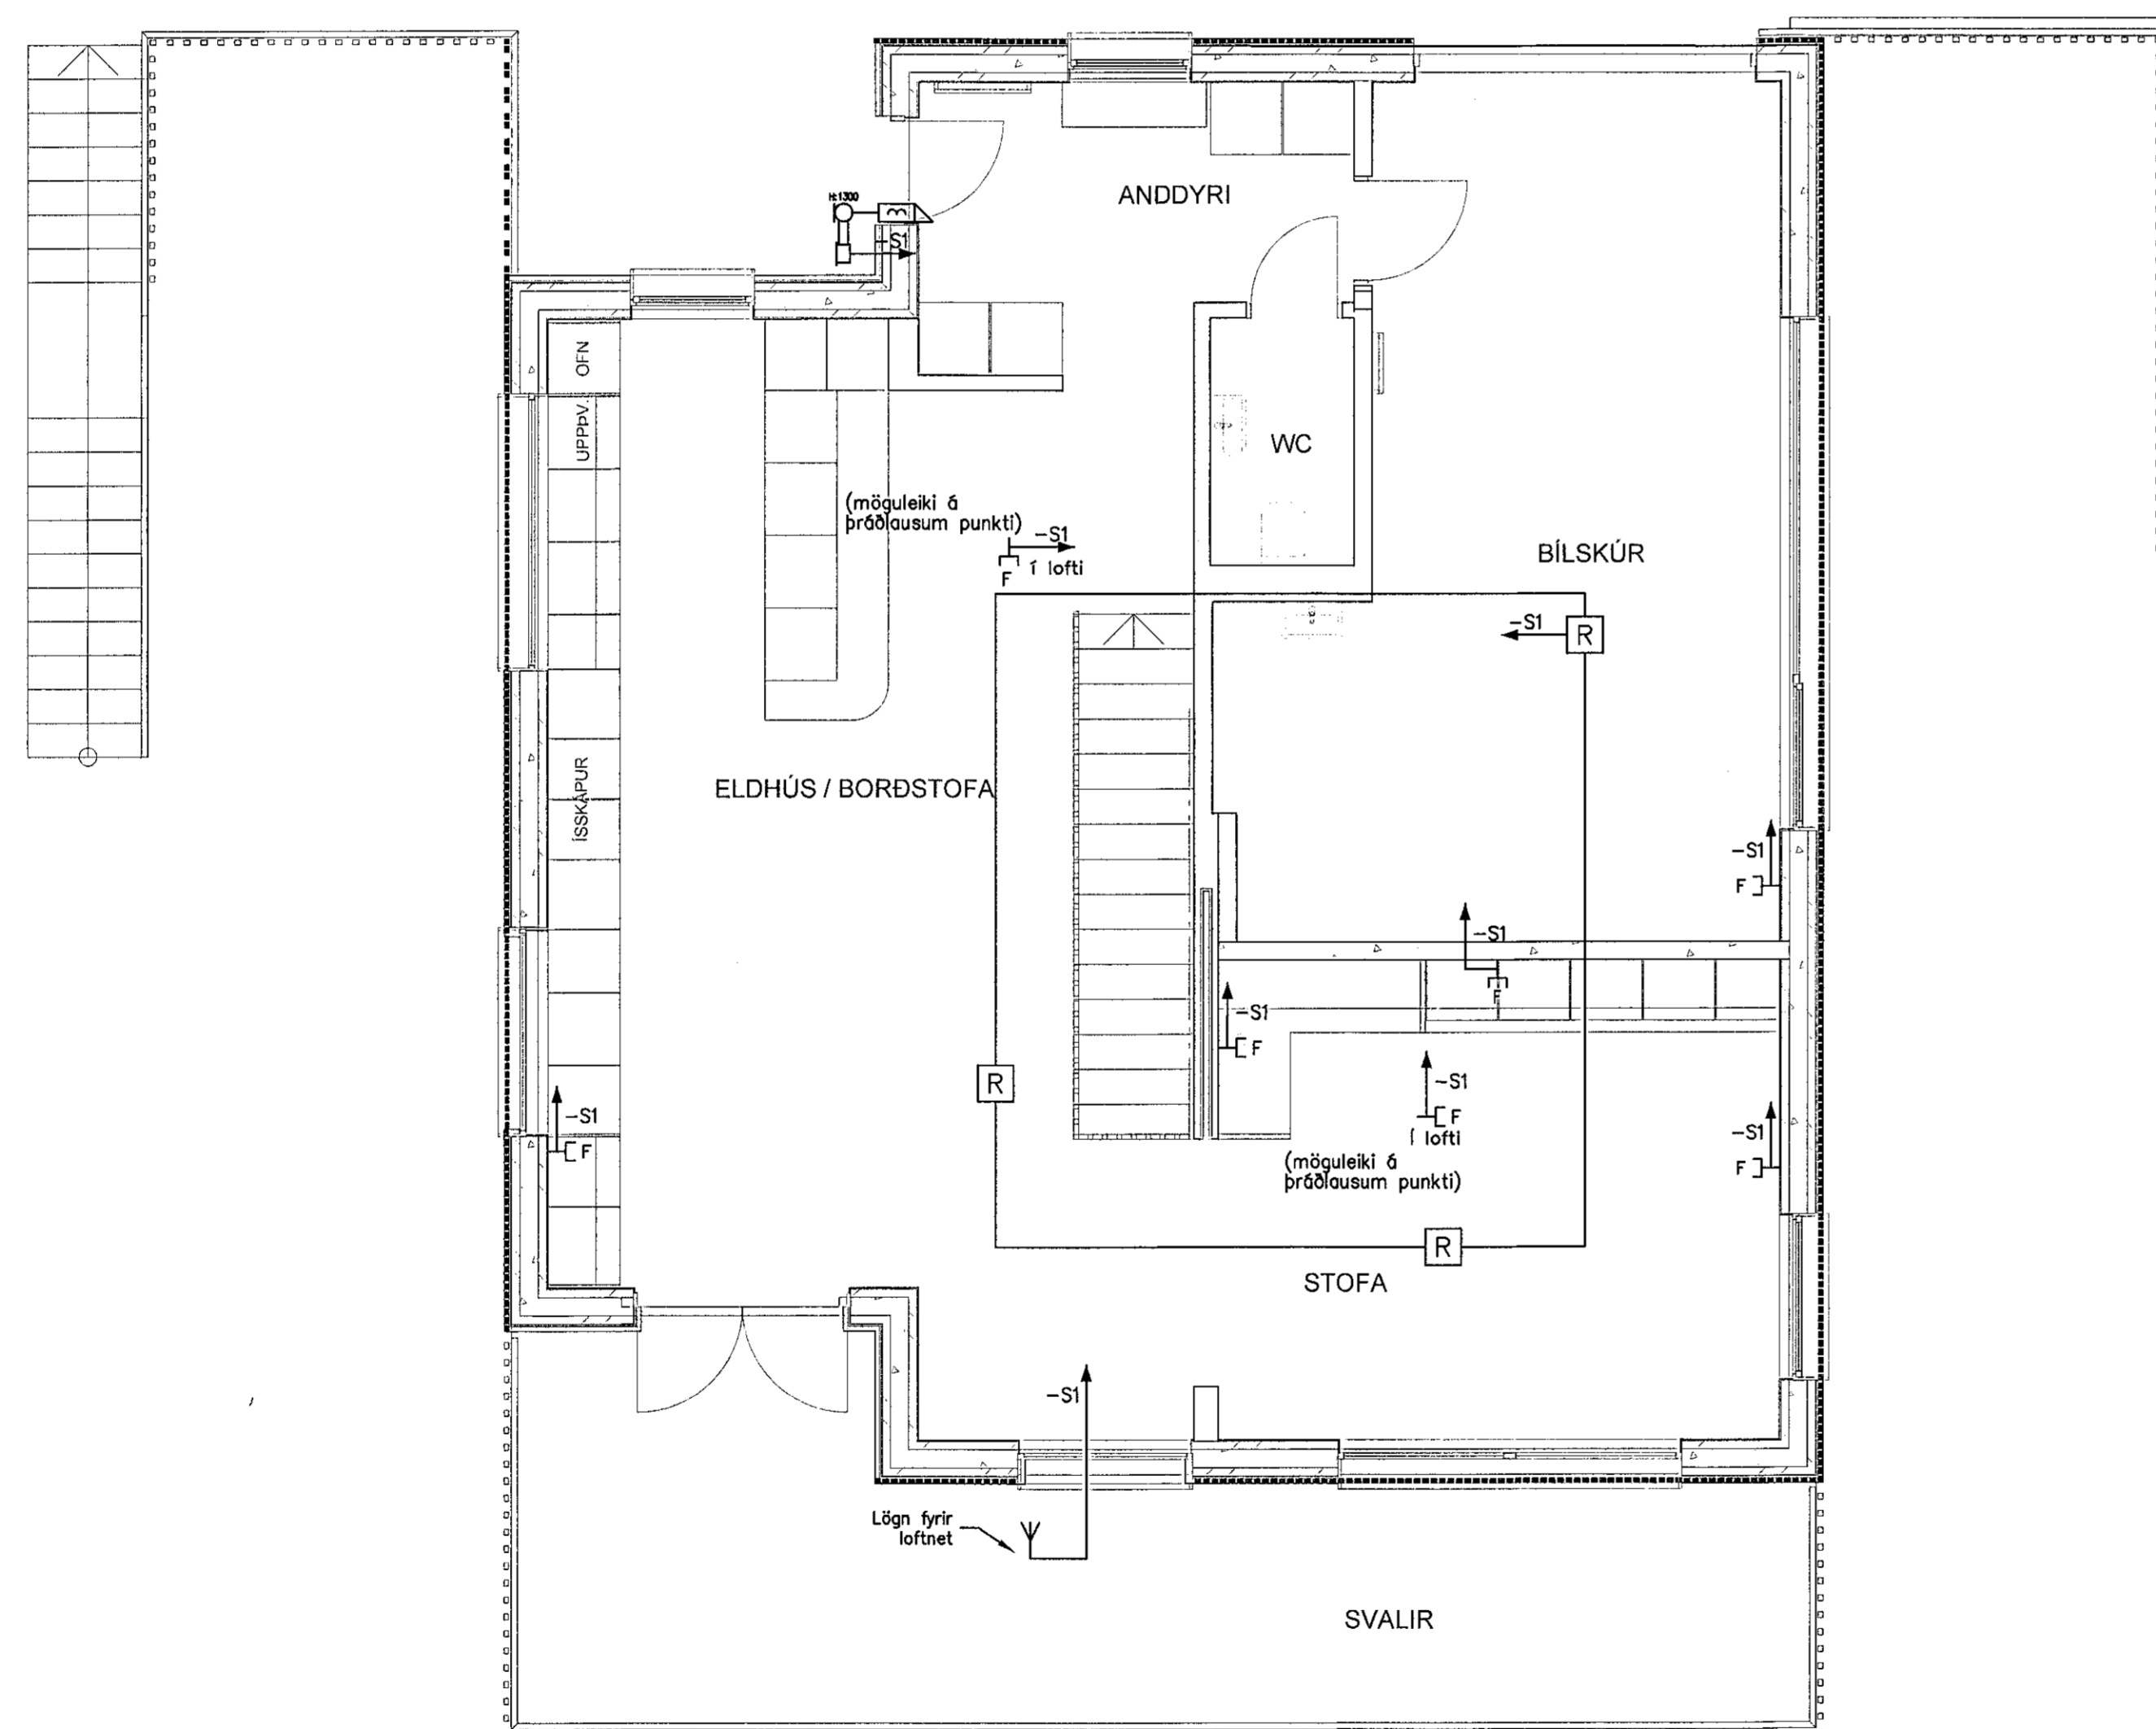 H:1300
-S1
ANDDYRI
OFN
UPPÞV.
WC
(möguleiki á
þráðlausum punkti)
-S1
F í lofti
BÍLSKÚR
-S1
R
ELDHÚS / BORÐSTOFA
ÍSSKÁPUR
-S1
F
-S1
F
-S1
F
R
-S1
F
í lofti
-S1
F
-S1
F
(möguleiki á
þráðlausum punkti)
R
STOFA
-S1
Lögn fyrir
loftnet
SVALIR